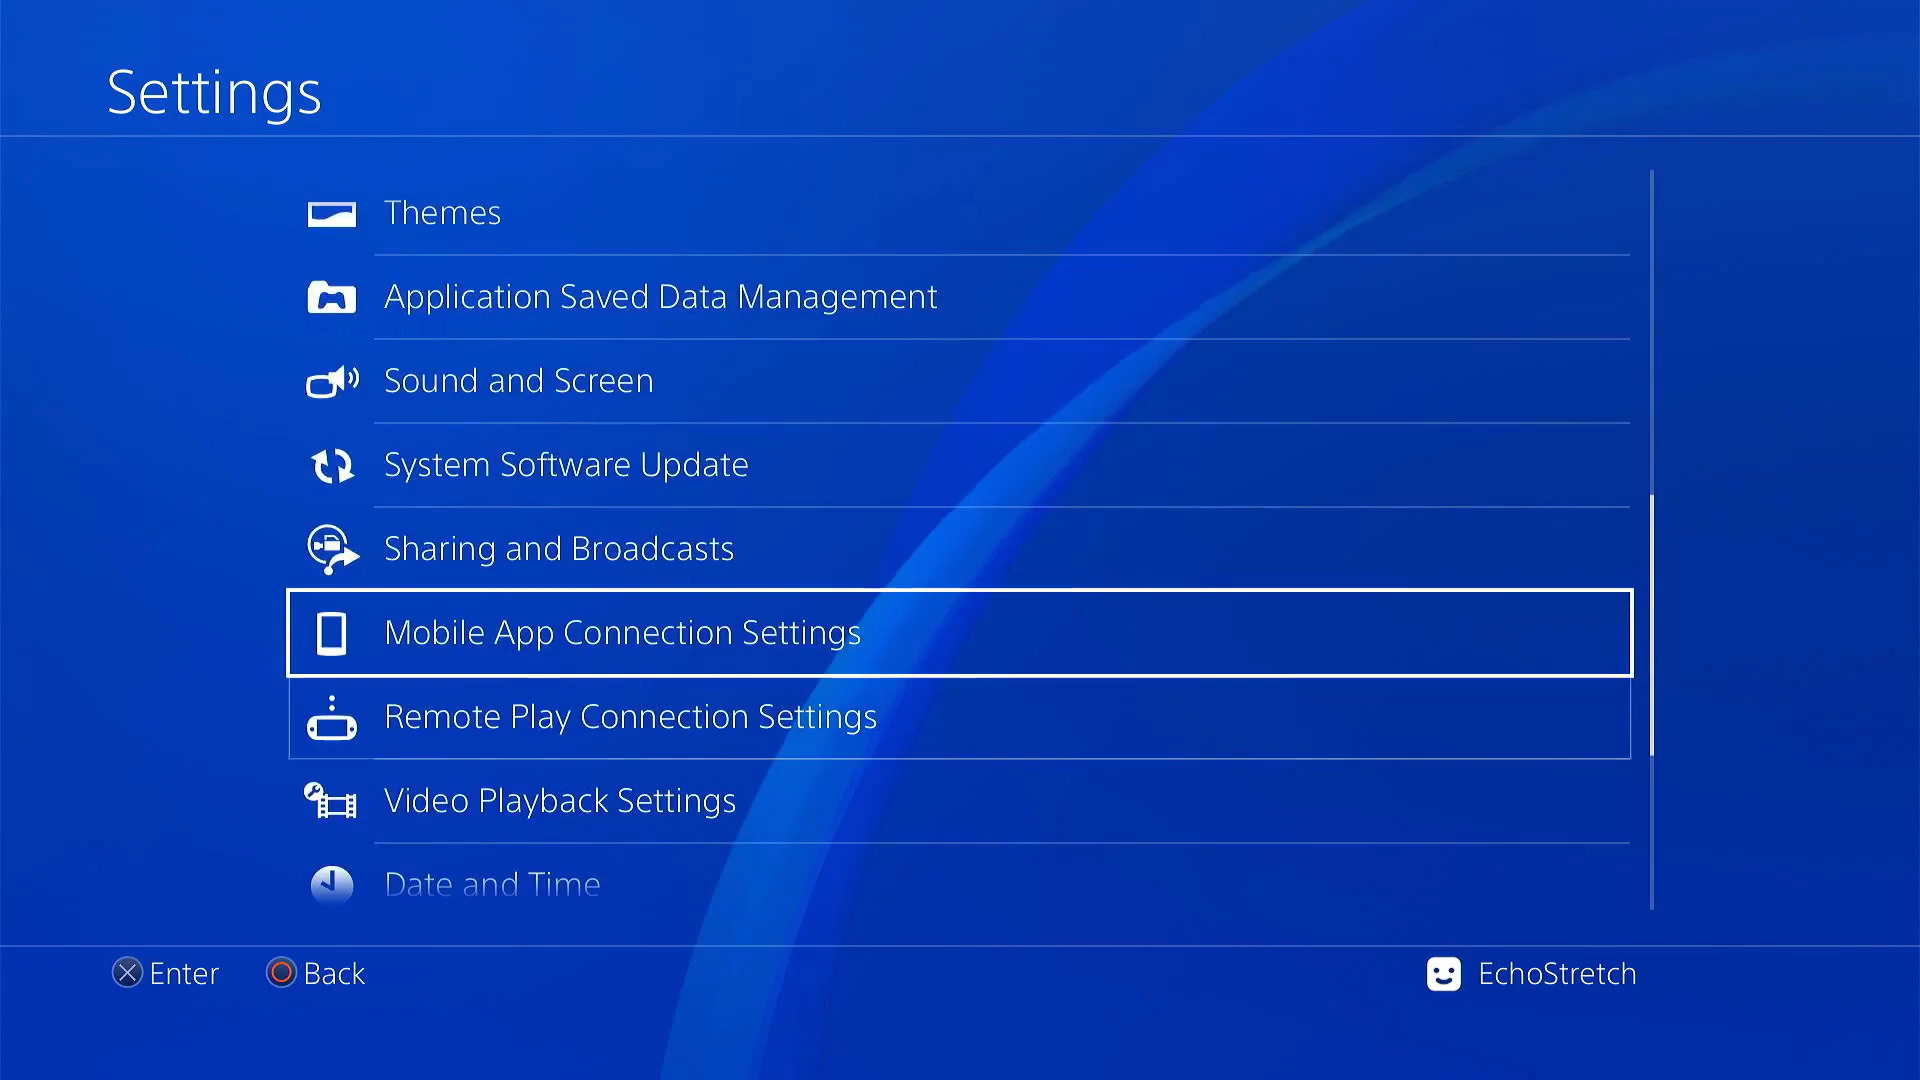 Settings
Themes
Application Saved Data Management
Sound and Screen
System Software Update
Sharing and Broadcasts
Mobile App Connection Settings
Remote Play Connection Settings
Video Playback Settings
Date and Time
Enter Back EchoStretch